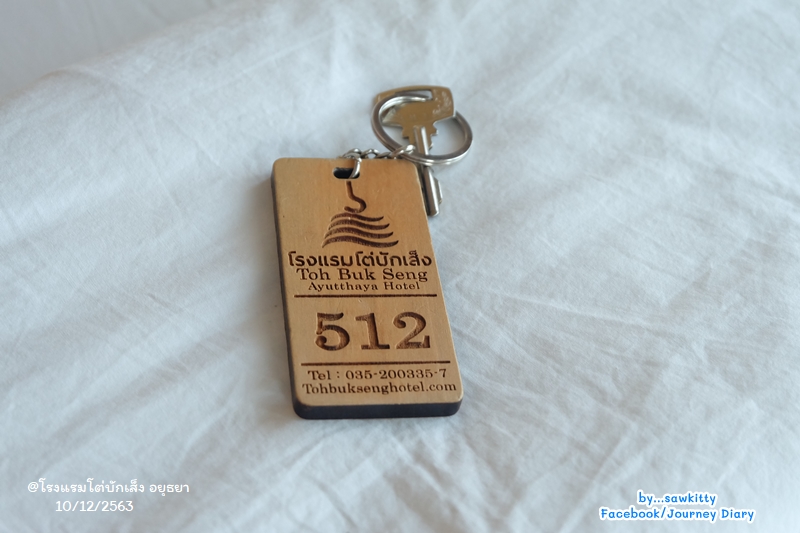 โรงแรมโต่บักเส็ง
Toh Buk Seng
Ayutthaya Hotel
512
Tel : 035-200335-7
Tohbuksenghotel.com
@โรงแรมโต่บักเส็ง อยุธยา
10/12/2563
by...sawkitty
Facebook/Journey Diary